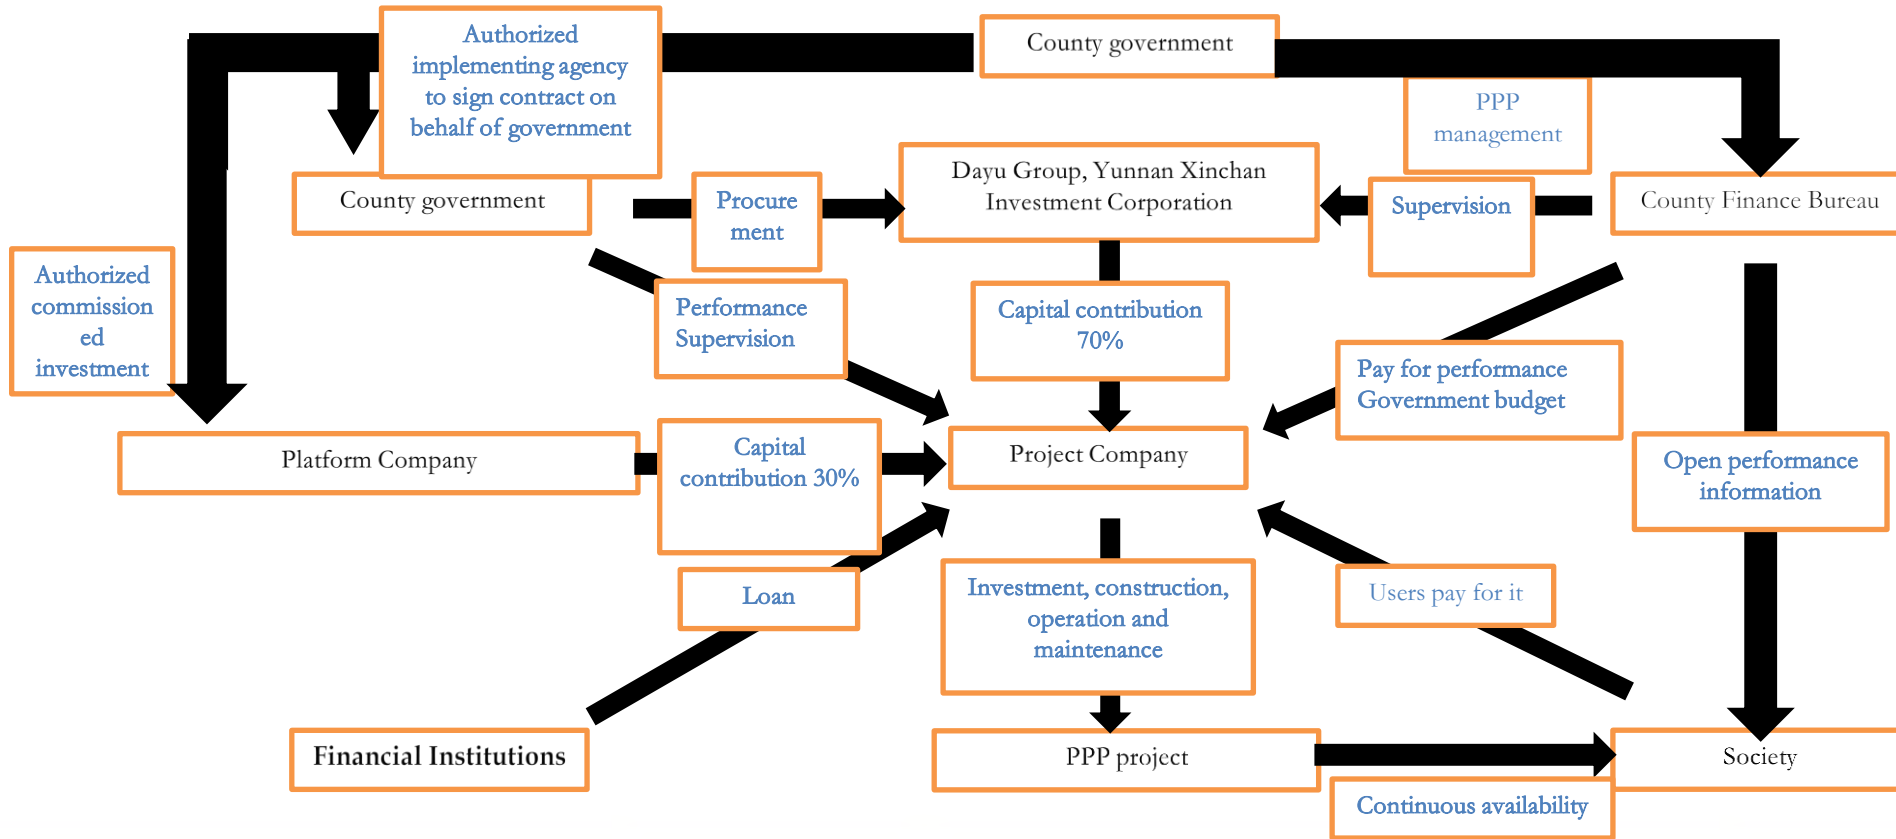 Authorized
implementing agency
to sign contract on
behalf of government
County government
PPP
management
County government
Procure
ment
Dayu Group, Yunnan Xinchan
Investment Corporation
Supervision
County Finance Bureau
Authorized
commission
ed
investment
Performance
Supervision
Capital contribution
70%
Pay for performance
Government budget
Platform Company
Capital
contribution 30%
Project Company
Open performance
information
Loan
Investment, construction,
operation and
maintenance
Users pay for it
Financial Institutions
PPP project
Society
Continuous availability